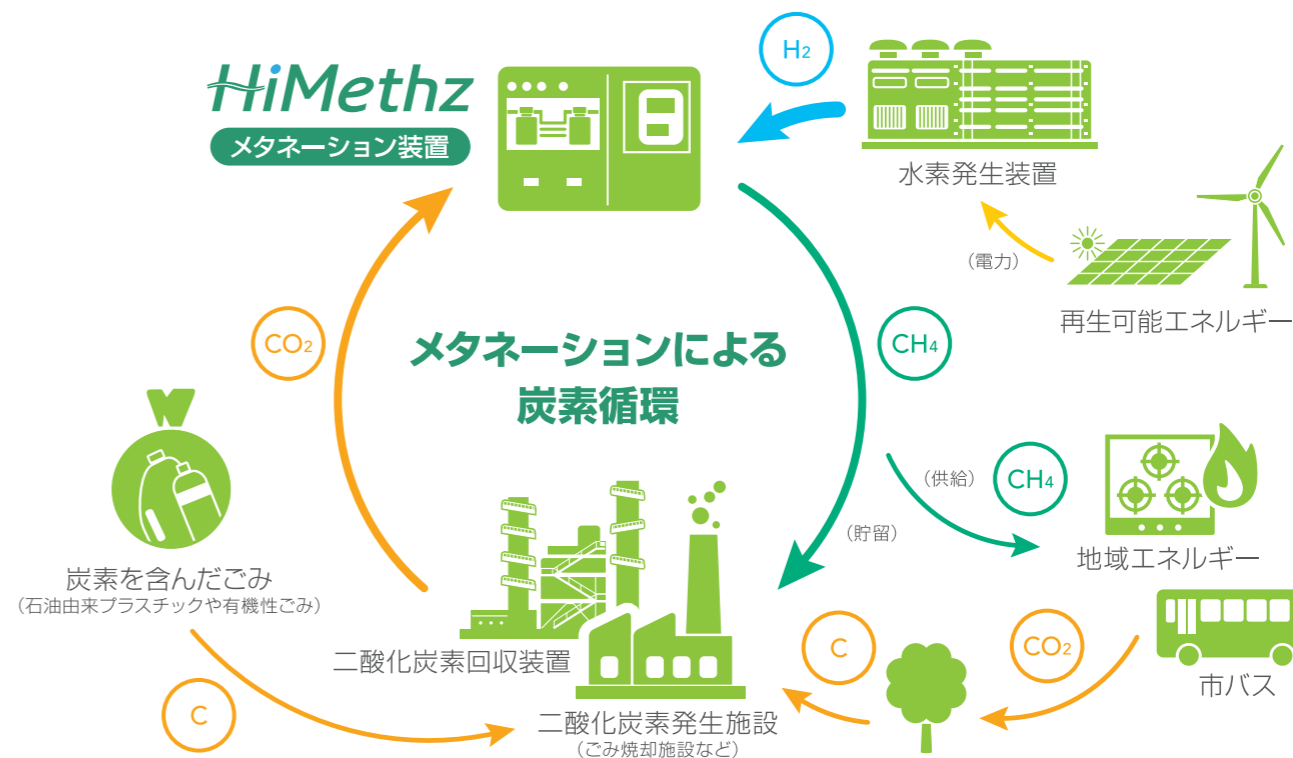 HiMethz
メタネーション装置
H2
水素発生装置
（電力）
再生可能エネルギー
CO2
メタネーションによる
炭素循環
CH4
（供給）
CH4
（貯留）
地域エネルギー
炭素を含んだごみ
（石油由来プラスチックや有機性ごみ）
二酸化炭素回収装置
C
CO2
市バス
C
二酸化炭素発生施設
（ごみ焼却施設など）